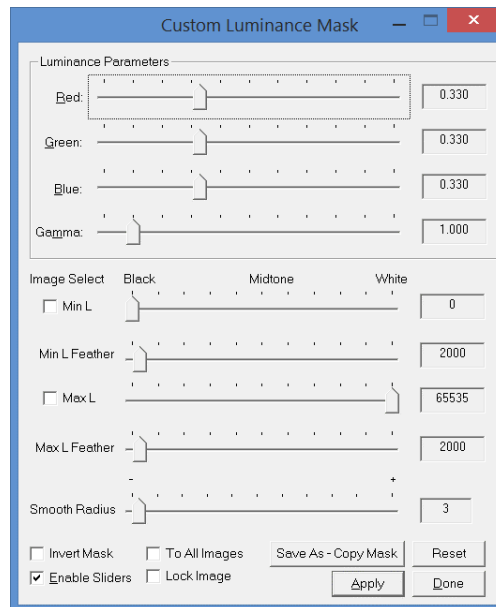 Custom Luminance Mask
Luminance Parameters
Red: 0.330
Green: 0.330
Blue: 0.330
Gamma: 1.000
Image Select Black Midtone White
Min L 0
Min L Feather 2000
Max L 65535
Max L Feather 2000
- +
Smooth Radius 3
Invert Mask To All Images Save As - Copy Mask Reset
Enable Sliders Lock Image Apply Done